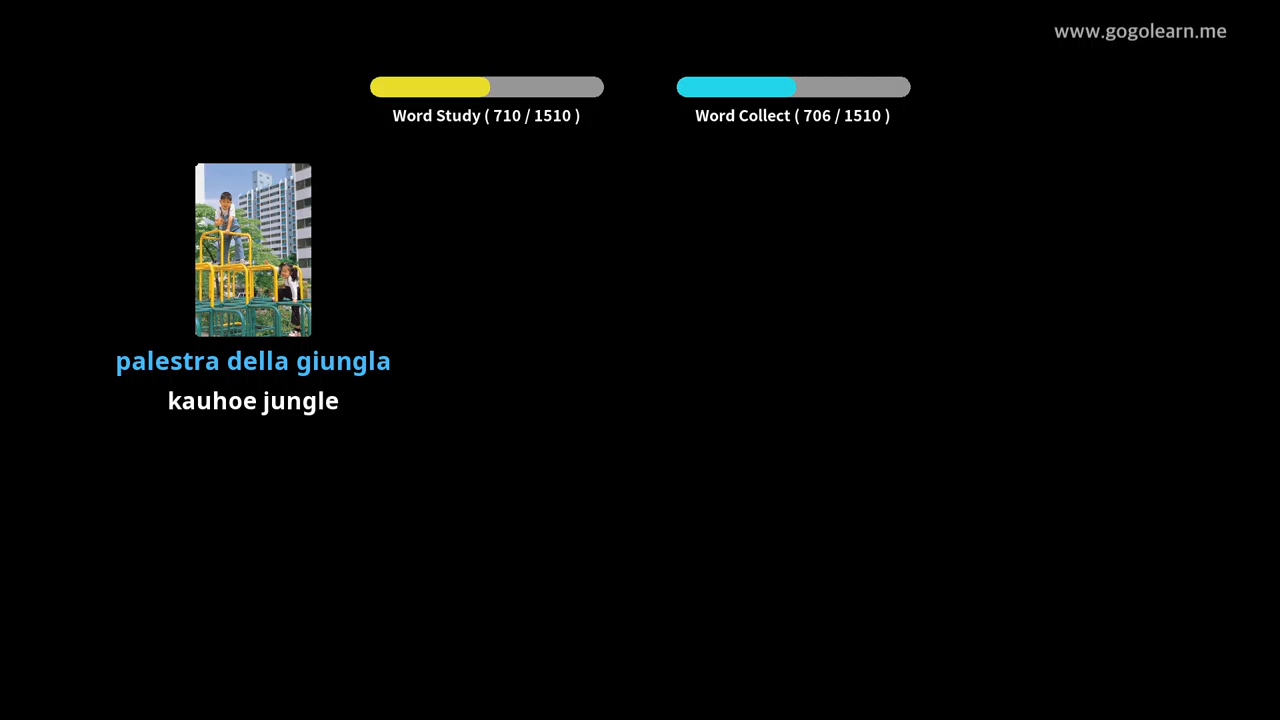 www.gogolearn.me
Word Study ( 710 / 1510 )
Word Collect ( 706 / 1510 )
palestra della giungla
kauhoe jungle